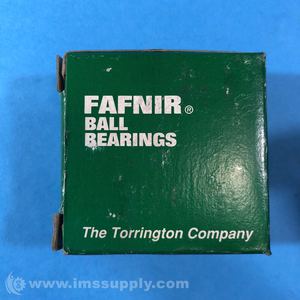 FAFNIR®
BALL
BEARINGS
The Torrington Company
© www.imssupply.com